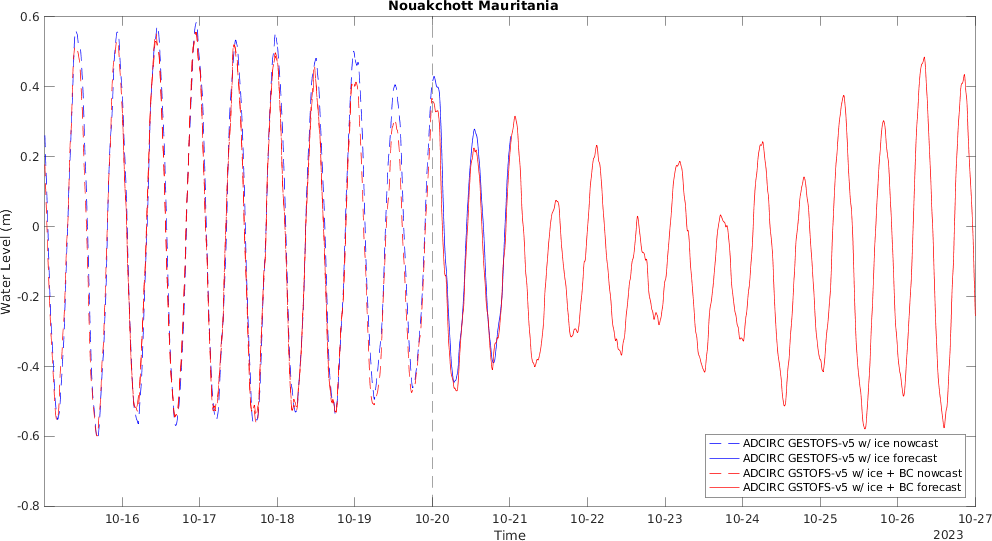 Nouakchott Mauritania
0.6
0.4
0.2
0
-0.2
-0.4
-0.6
-0.8
Water Level (m)
ADCIRC GESTOFS-v5 w/ ice nowcast
ADCIRC GESTOFS-v5 w/ ice forecast
ADCIRC GSTOFS-v5 w/ ice + BC nowcast
ADCIRC GSTOFS-v5 w/ ice + BC forecast
10-16 10-17 10-18 10-19 10-20 10-21 10-22 10-23 10-24 10-25 10-26 10-27
Time
2023